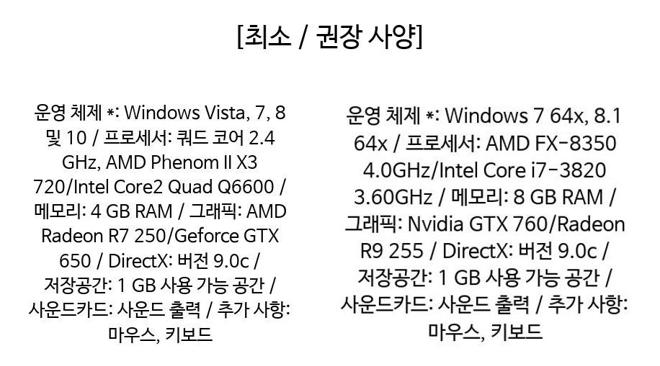 [최소 / 권장 사양]
운영 체제 *: Windows Vista, 7, 8
및 10 / 프로세서: 쿼드 코어 2.4
GHz, AMD Phenom II X3
720/Intel Core2 Quad Q6600 /
메모리: 4 GB RAM / 그래픽: AMD
Radeon R7 250/Geforce GTX
650 / DirectX: 버전 9.0c /
저장공간: 1 GB 사용 가능 공간 /
사운드카드: 사운드 출력 / 추가 사항:
마우스, 키보드
운영 체제 *: Windows 7 64x, 8.1
64x / 프로세서: AMD FX-8350
4.0GHz/Intel Core i7-3820
3.60GHz / 메모리: 8 GB RAM /
그래픽: Nvidia GTX 760/Radeon
R9 255 / DirectX: 버전 9.0c /
저장공간: 1 GB 사용 가능 공간 /
사운드카드: 사운드 출력 / 추가 사항:
마우스, 키보드